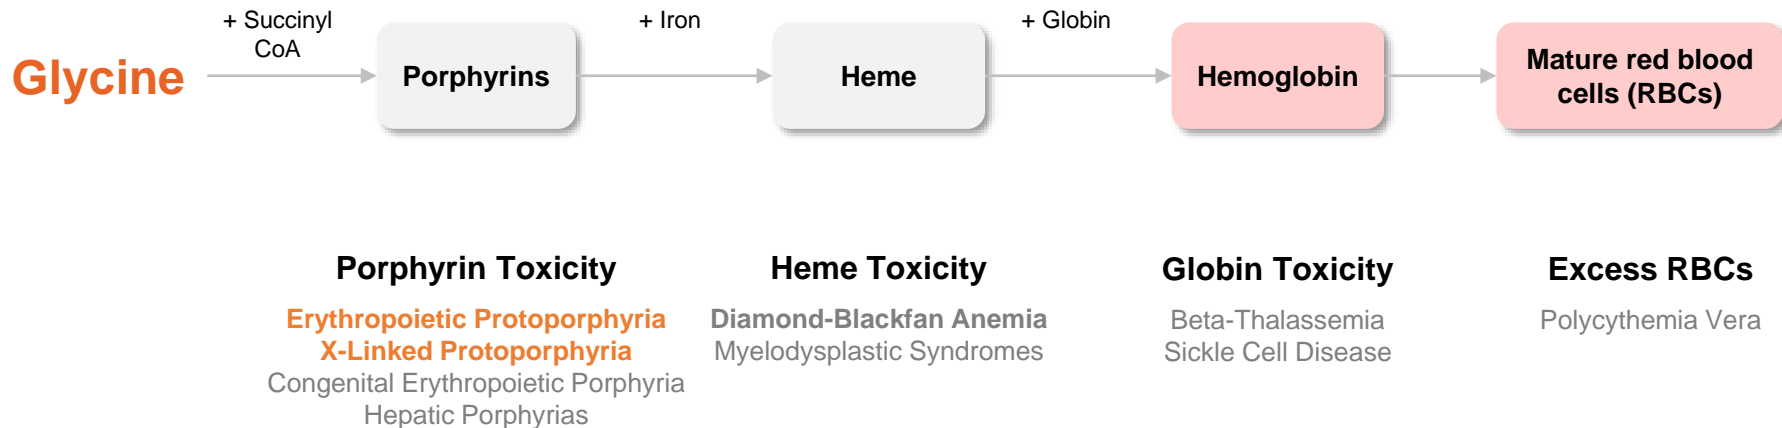 + Succinyl
CoA
+ Iron
+ Globin
Glycine
Porphyrins
Heme
Hemoglobin
Mature red blood
cells (RBCs)
Porphyrin Toxicity
Erythropoietic Protoporphyria
X-Linked Protoporphyria
Congenital Erythropoietic Porphyria
Hepatic Porphyrias
Heme Toxicity
Diamond-Blackfan Anemia
Myelodysplastic Syndromes
Globin Toxicity
Beta-Thalassemia
Sickle Cell Disease
Excess RBCs
Polycythemia Vera